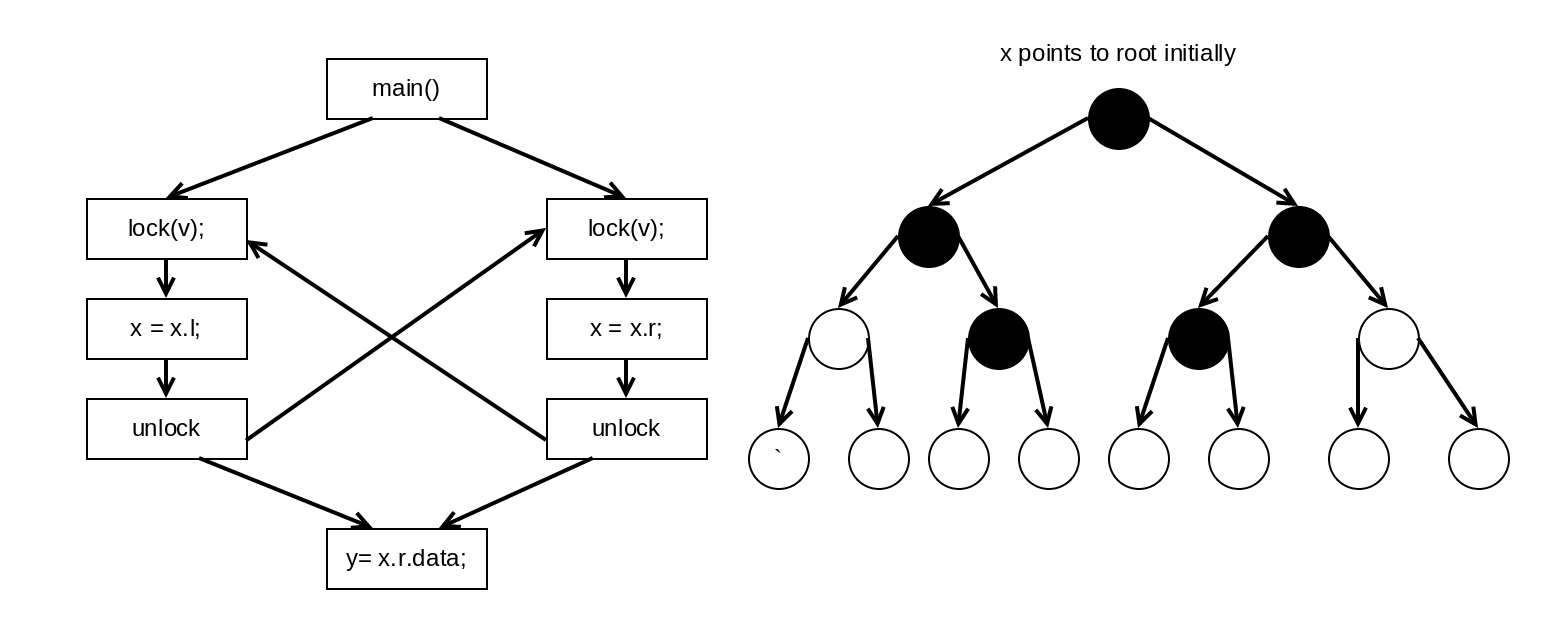 main()
lock(v);
x = x.l;
unlock
lock(v);
x = x.r;
unlock
y= x.r.data;
x points to root initially
`